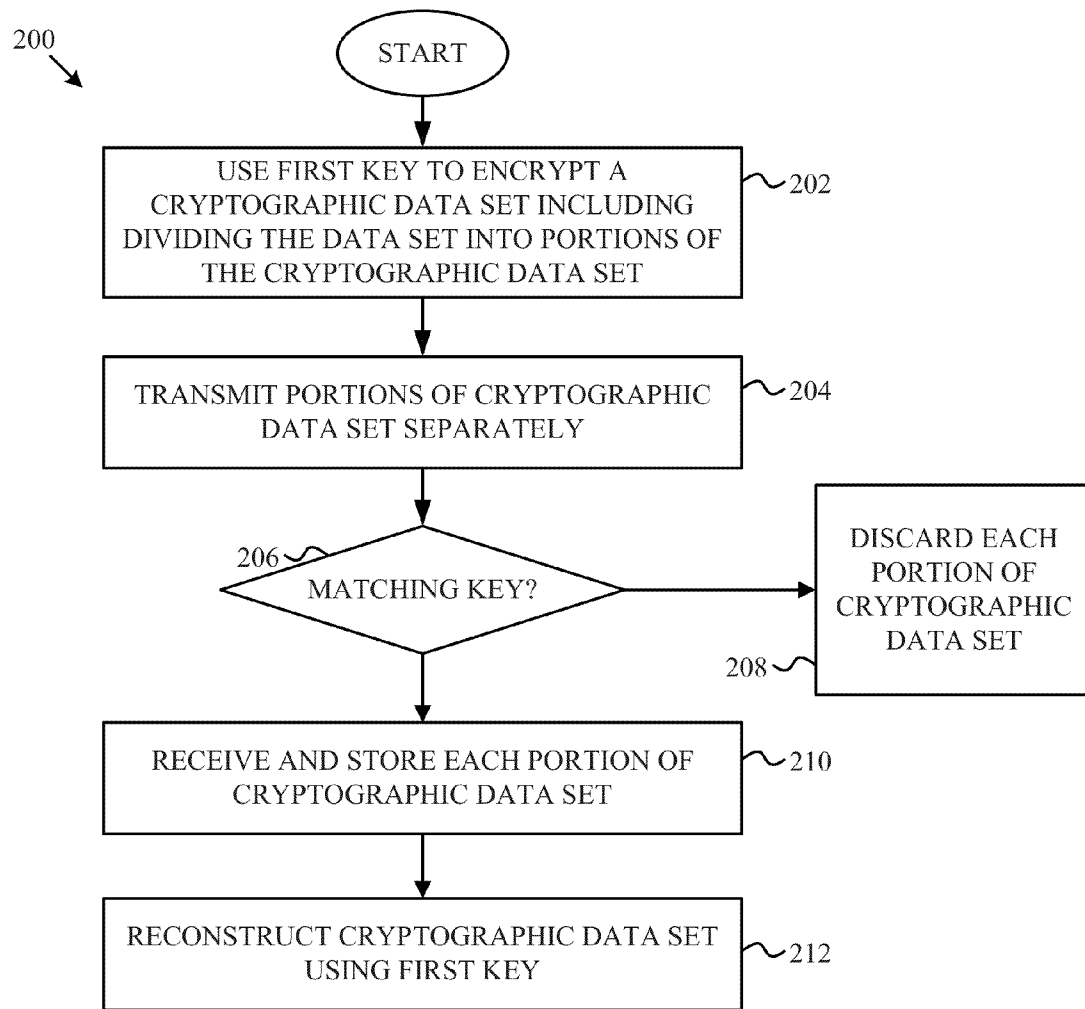 200
START
USE FIRST KEY TO ENCRYPT A
CRYPTOGRAPHIC DATA SET INCLUDING
DIVIDING THE DATA SET INTO PORTIONS OF
THE CRYPTOGRAPHIC DATA SET
202
TRANSMIT PORTIONS OF CRYPTOGRAPHIC
DATA SET SEPARATELY
204
206
MATCHING KEY?
DISCARD EACH
PORTION OF
CRYPTOGRAPHIC
DATA SET
208
RECEIVE AND STORE EACH PORTION OF
CRYPTOGRAPHIC DATA SET
210
RECONSTRUCT CRYPTOGRAPHIC DATA SET
USING FIRST KEY
212